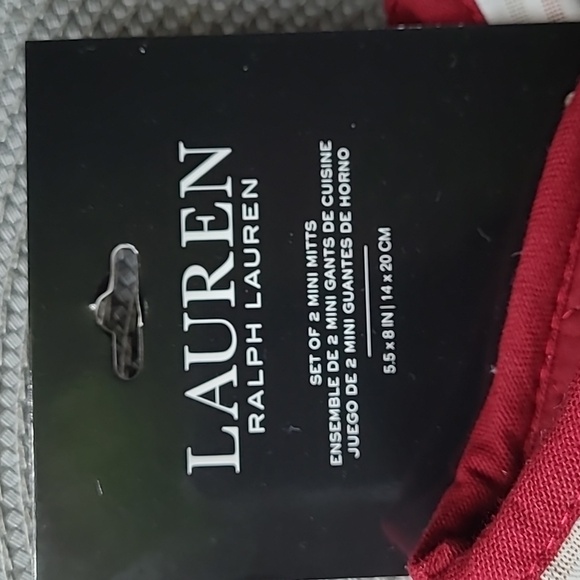 LAUREN
RALPH LAUREN
SET OF 2 MINI MITTS
ENSEMBLE DE 2 MINI GANTS DE CUISINE
JUEGO DE 2 MINI GUANTES DE HORNO
5.5 x 8 IN | 14 x 20 CM